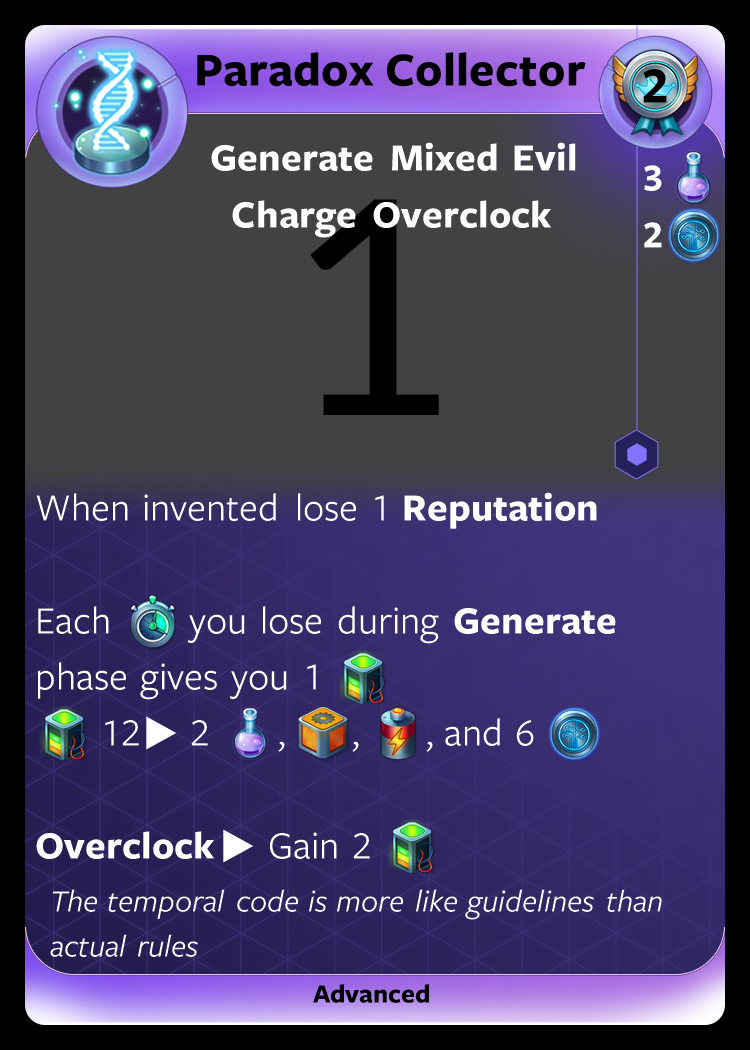 Paradox Collector
2
Generate Mixed Evil
3
Charge Overclock
2
1
When invented lose 1 Reputation
Each you lose during Generate
phase gives you 1
12▶ 2 , , , and 6
Overclock▶ Gain 2
The temporal code is more like guidelines than
actual rules
Advanced